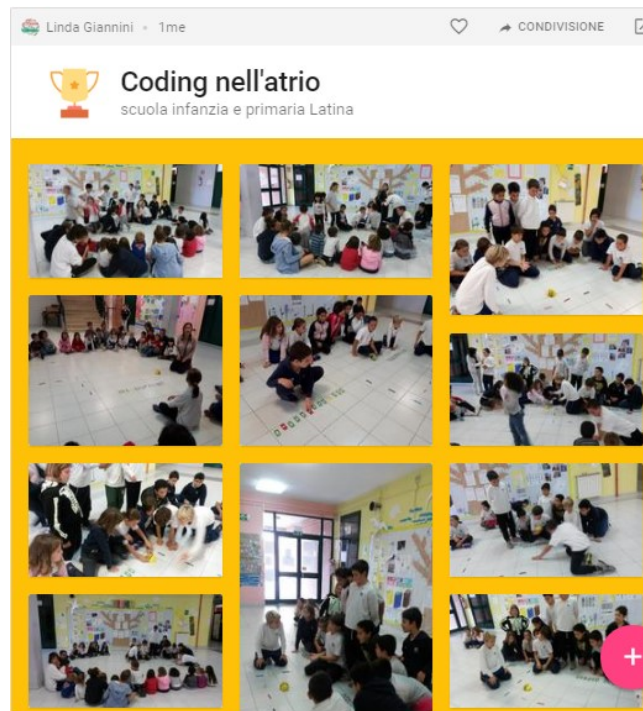 Linda Giannini • 1me
CONDIVISIONE
Coding nell'atrio
scuola infanzia e primaria Latina